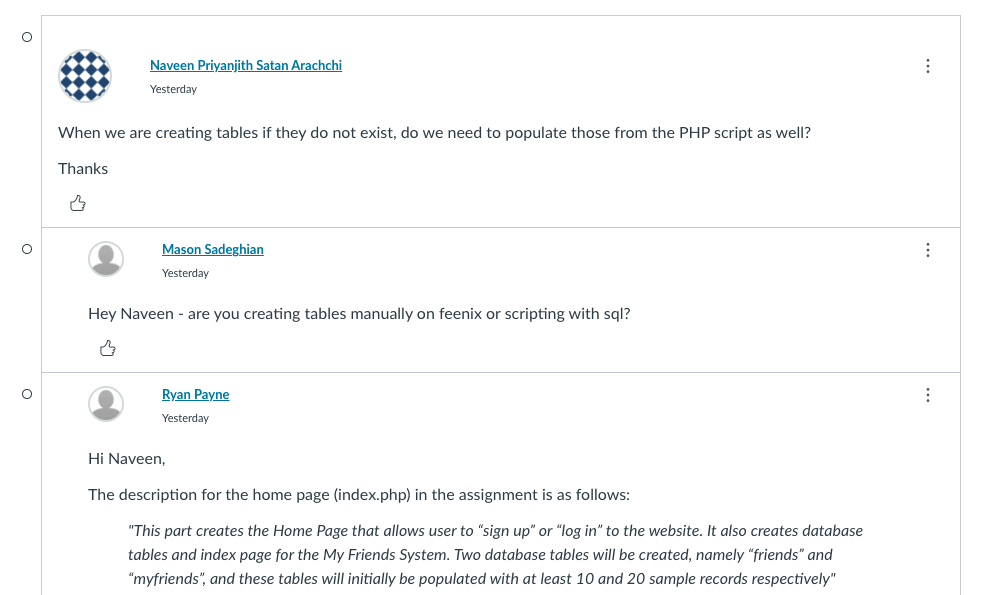 Naveen Priyanjith Satan Arachchi
Yesterday
When we are creating tables if they do not exist, do we need to populate those from the PHP script as well?
Thanks
Mason Sadeghian
Yesterday
Hey Naveen - are you creating tables manually on feenix or scripting with sql?
Ryan Payne
Yesterday
Hi Naveen,
The description for the home page (index.php) in the assignment is as follows:
"This part creates the Home Page that allows user to “sign up” or “log in” to the website. It also creates database
tables and index page for the My Friends System. Two database tables will be created, namely “friends” and
“myfriends”, and these tables will initially be populated with at least 10 and 20 sample records respectively"